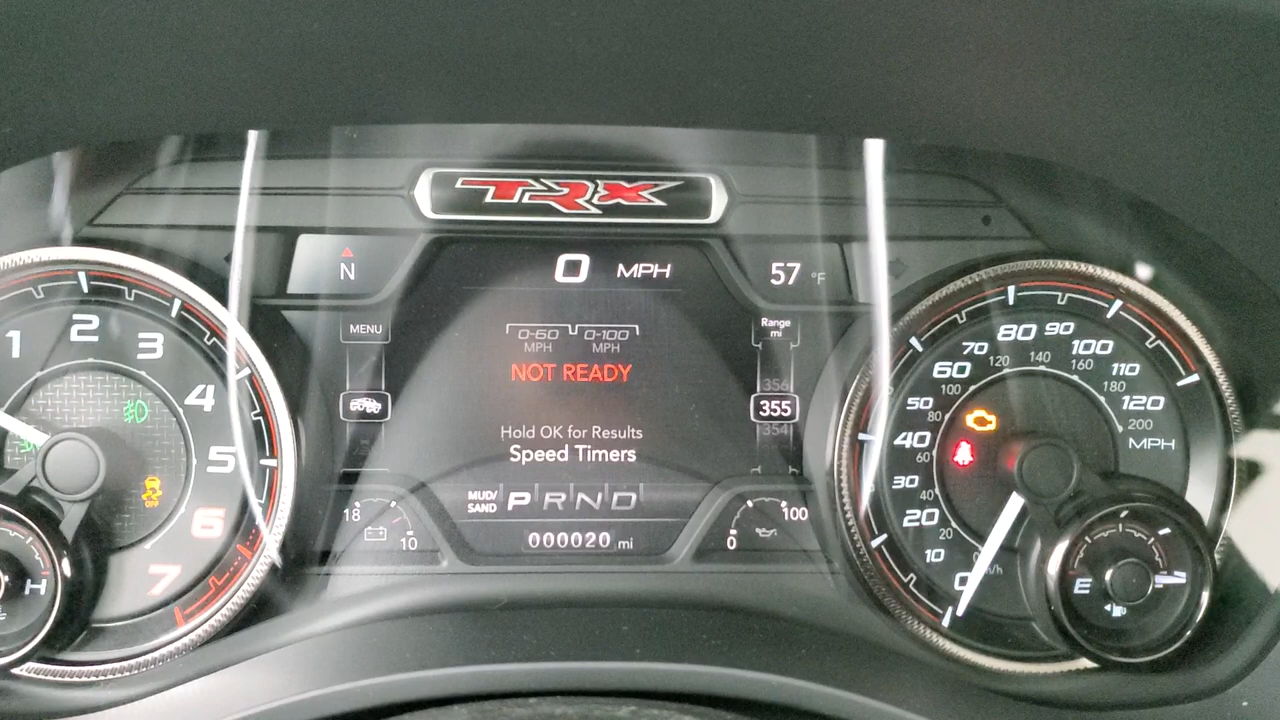 TRX
N
0 MPH
57 °F
MENU
0-60 MPH
0-100 MPH
NOT READY
Hold OK for Results
Speed Timers
Range
mi
356
355
354
MUD/
SAND
P R N D
000020 mi
18
10
100
0
1
2
3
4
5
6
7
OFF
H
0
10
20
30
40
50
60
70
80
90
100
110
120
MPH
20
40
60
80
100
120
140
160
180
200
E